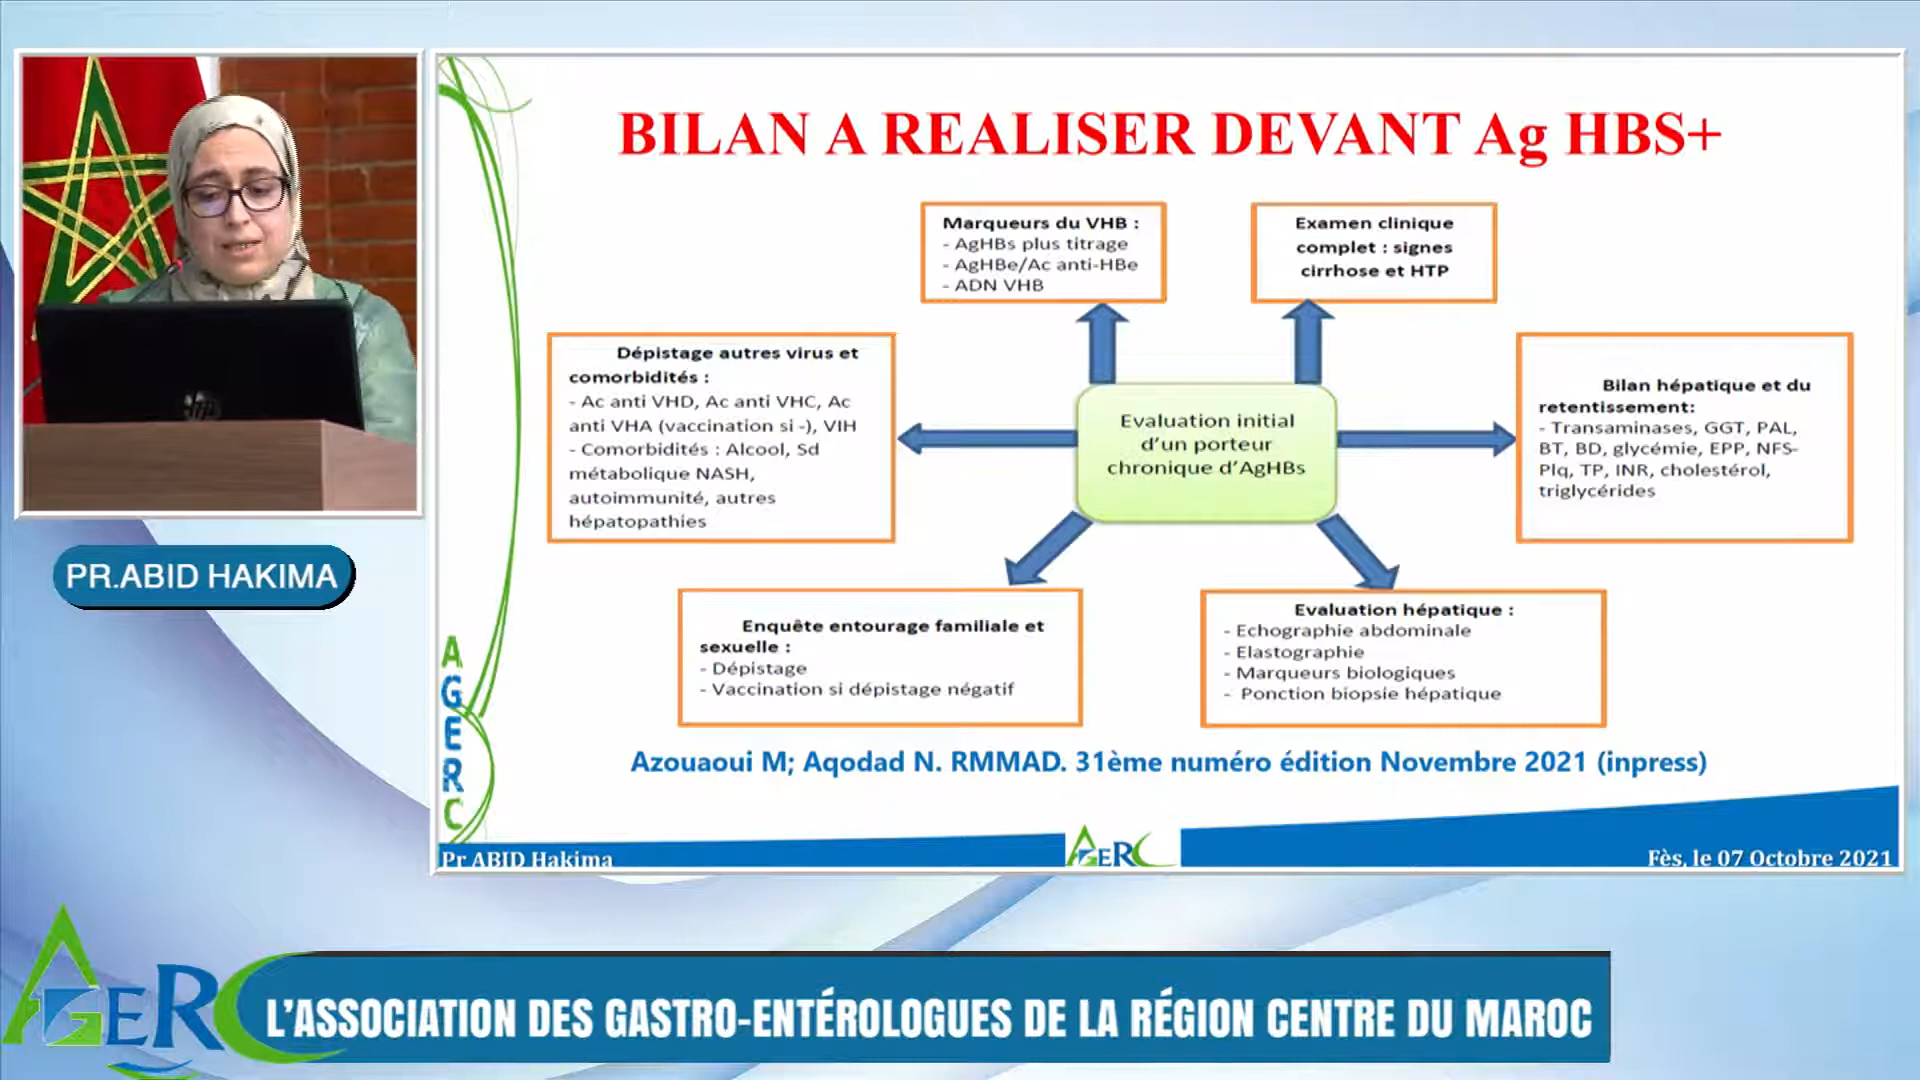 BILAN A REALISER DEVANT Ag HBS+
Marqueurs du VHB :
- AgHBs plus titrage
- AgHBe/Ac anti-HBe
- ADN VHB
Examen clinique
complet : signes
cirrhose et HTP
Dépistage autres virus et
comorbidités :
- Ac anti VHD, Ac anti VHC, Ac
anti VHA (vaccination si -), VIH
- Comorbidités : Alcool, Sd
métabolique NASH,
autoimmunité, autres
hépatopathies
Evaluation initial
d'un porteur
chronique d'AgHBs
Bilan hépatique et du
retentissement:
- Transaminases, GGT, PAL,
BT, BD, glycémie, EPP, NFS-
Plq, TP, INR, cholestérol,
triglycérides
Enquête entourage familiale et
sexuelle :
- Dépistage
- Vaccination si dépistage négatif
Evaluation hépatique :
- Echographie abdominale
- Elastographie
- Marqueurs biologiques
- Ponction biopsie hépatique
Azouaoui M; Aqodad N. RMMAD. 31ème numéro édition Novembre 2021 (inpress)
AGERC
Pr ABID Hakima
AGERC
Fès, le 07 Octobre 2021
hp
PR.ABID HAKIMA
AGERC
L'ASSOCIATION DES GASTRO-ENTÉROLOGUES DE LA RÉGION CENTRE DU MAROC